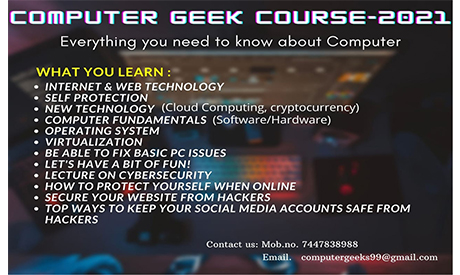 COMPUTER GEEK COURSE-2021
Everything you need to know about Computer
WHAT YOU LEARN :
• INTERNET & WEB TECHNOLOGY
• SELF PROTECTION
• NEW TECHNOLOGY (Cloud Computing, cryptocurrency)
• COMPUTER FUNDAMENTALS (Software/Hardware)
• OPERATING SYSTEM
• VIRTUALIZATION
• BE ABLE TO FIX BASIC PC ISSUES
• LET'S HAVE A BIT OF FUN!
• LECTURE ON CYBERSECURITY
• HOW TO PROTECT YOURSELF WHEN ONLINE
• SECURE YOUR WEBSITE FROM HACKERS
• TOP WAYS TO KEEP YOUR SOCIAL MEDIA ACCOUNTS SAFE FROM
HACKERS
Contact us: Mob.no. 7447838988
Email. computergeeks99@gmail.com